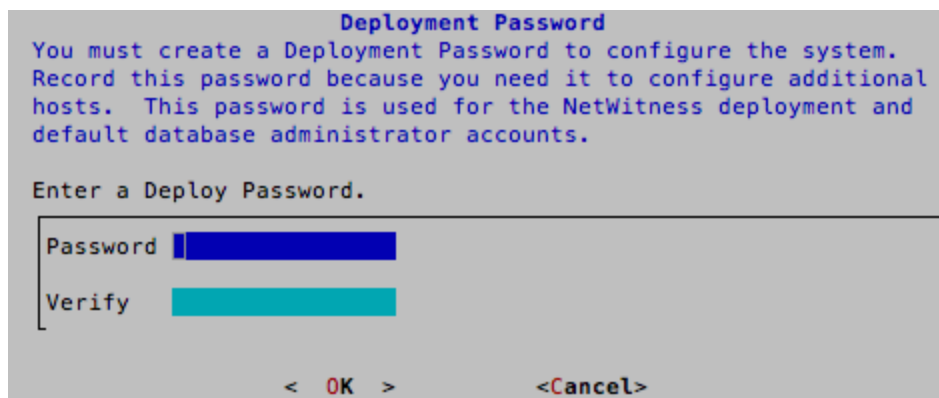 Deployment Password
You must create a Deployment Password to configure the system.
Record this password because you need it to configure additional
hosts.  This password is used for the NetWitness deployment and
default database administrator accounts.
Enter a Deploy Password.
Password
Verify
<  OK  > <Cancel>